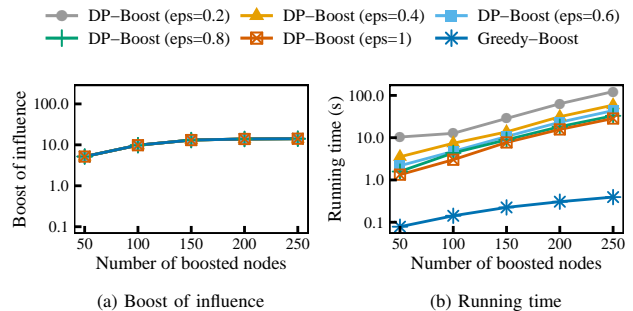 DP−Boost (eps=0.2) DP−Boost (eps=0.4) DP−Boost (eps=0.6)
DP−Boost (eps=0.8) DP−Boost (eps=1) Greedy−Boost
Boost of influence
100.0
10.0
1.0
0.1
50 100 150 200 250
Number of boosted nodes
(a) Boost of influence
Running time (s)
100.0
10.0
1.0
0.1
50 100 150 200 250
Number of boosted nodes
(b) Running time